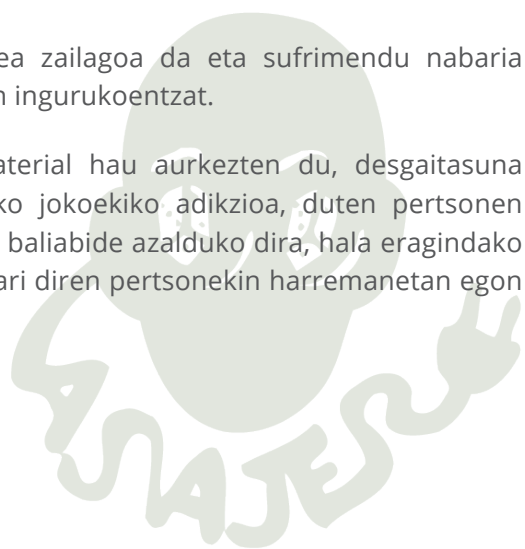 ea zailagoa da eta sufrimendu nabaria
n ingurukoentzat.
aterial hau aurkezten du, desgaitasuna
ko jokoekiko adikzioa, duten pertsonen
baliabide azalduko dira, hala eragindako
ari diren pertsonekin harremanetan egon
ASAJER